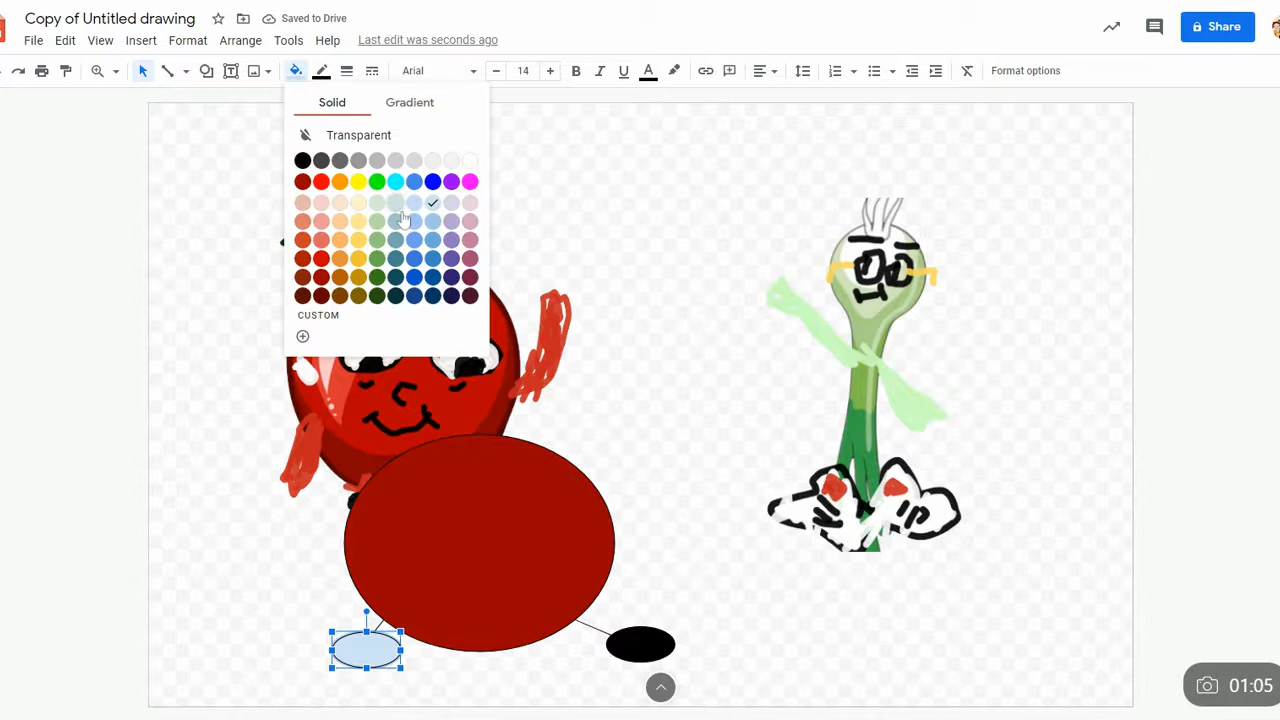 Copy of Untitled drawing
Saved to Drive
File Edit View Insert Format Arrange Tools Help Last edit was seconds ago
Share
Arial
14
B I U A
Format options
Solid Gradient
Transparent
CUSTOM
01:05